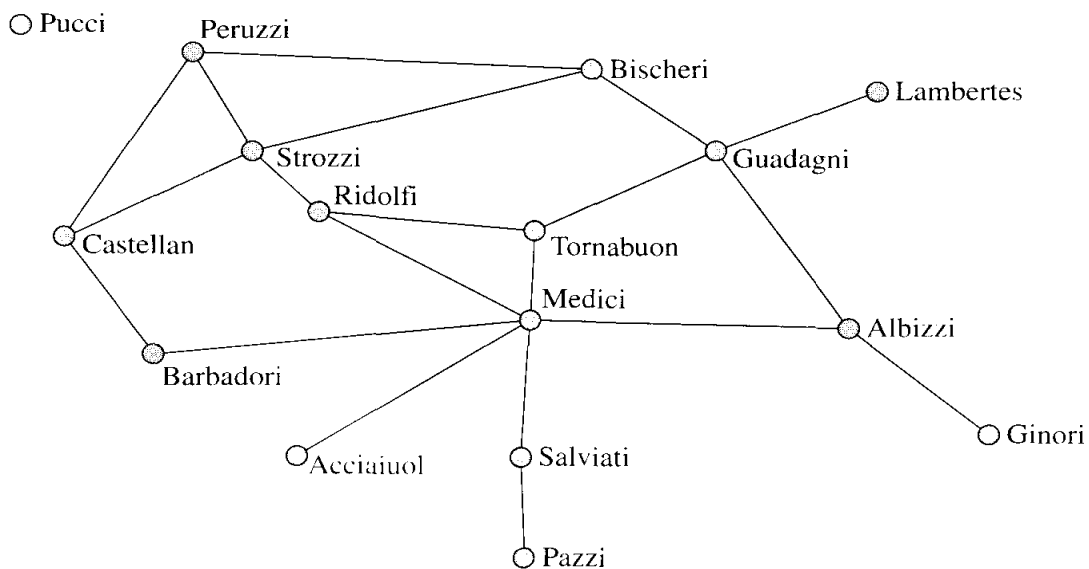 Pucci
Peruzzi
Bischeri
Lambertes
Strozzi
Guadagni
Ridolfi
Castellan
Tornabuon
Medici
Albizzi
Barbadori
Ginori
Acciaiuol
Salviati
Pazzi